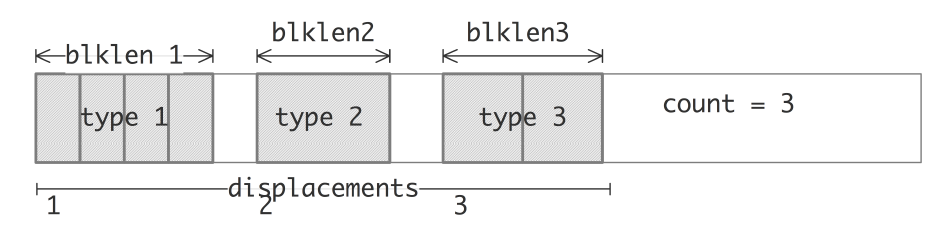 blklen 1 blklen2 blklen3
type 1 type 2 type 3 count = 3
displacements
1 2 3